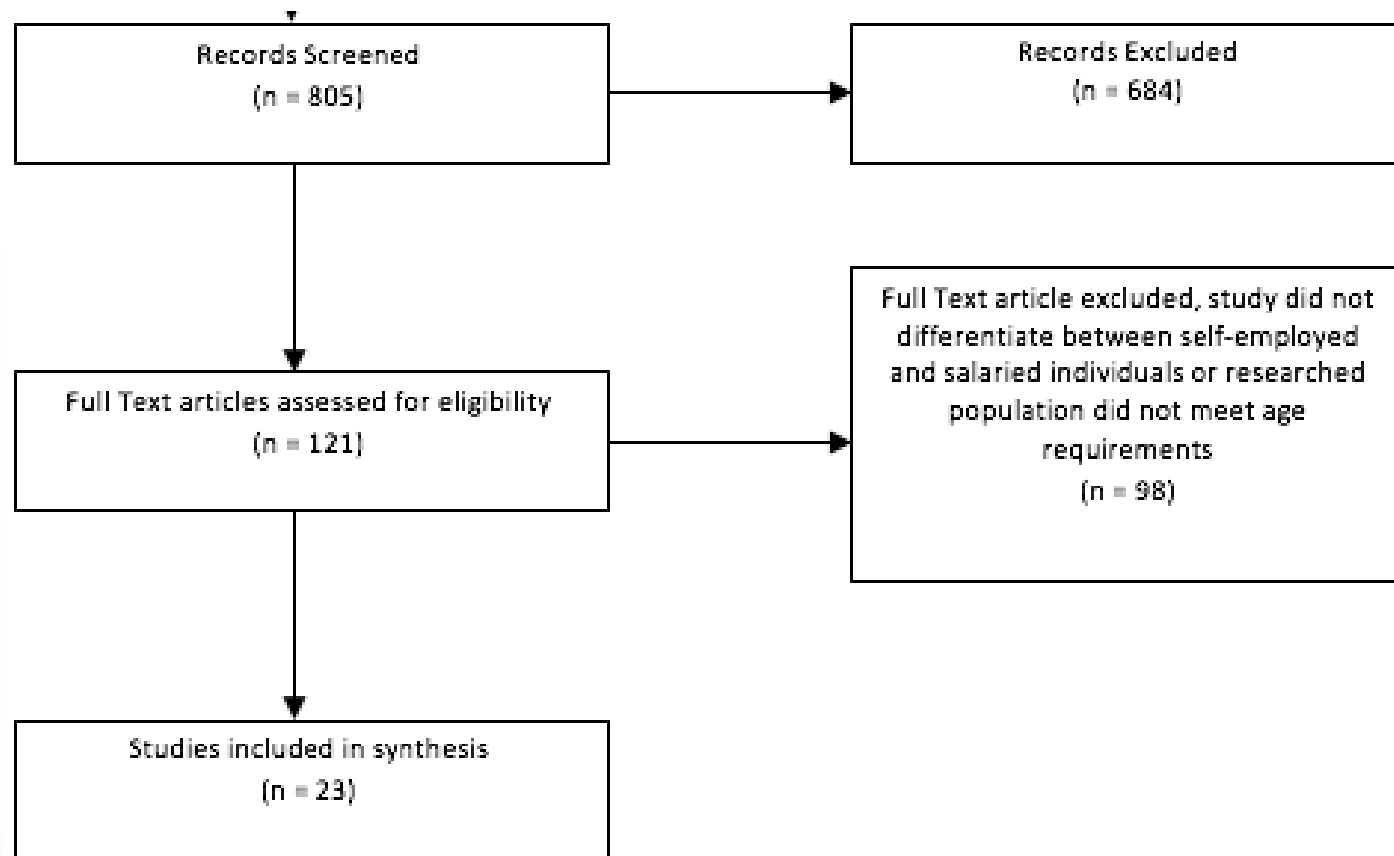 Records Screened
(n = 805)
Records Excluded
(n = 684)
Full Text articles assessed for eligibility
(n = 121)
Full Text article excluded, study did not
differentiate between self-employed
and salaried individuals or researched
population did not meet age
requirements
(n = 98)
Studies included in synthesis
(n = 23)